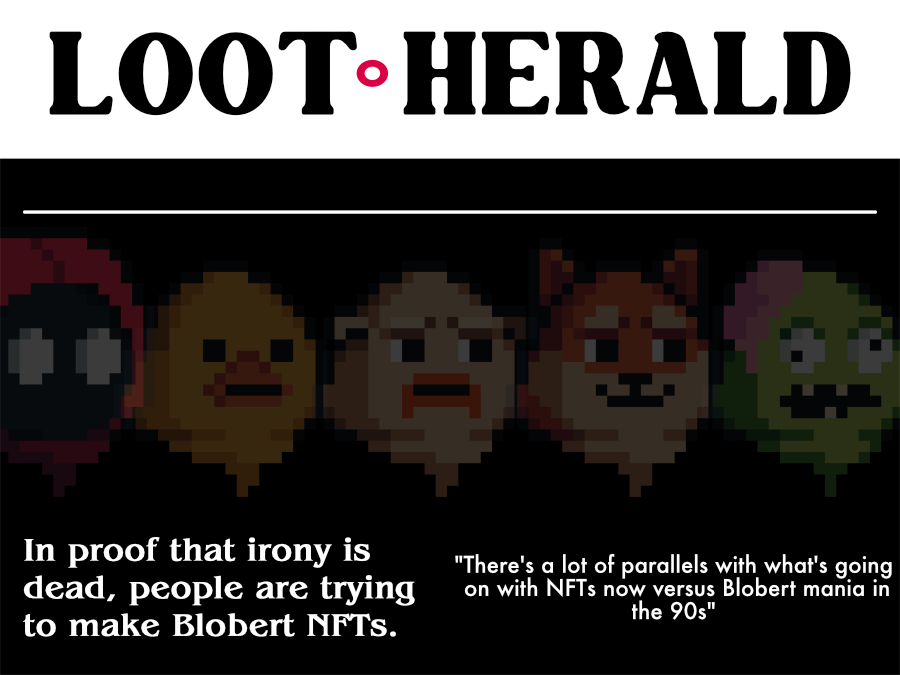 LOOT HERALD
In proof that irony is
dead, people are trying
to make Blobert NFTs.
"There's a lot of parallels with what's going
on with NFTs now versus Blobert mania in
the 90s"